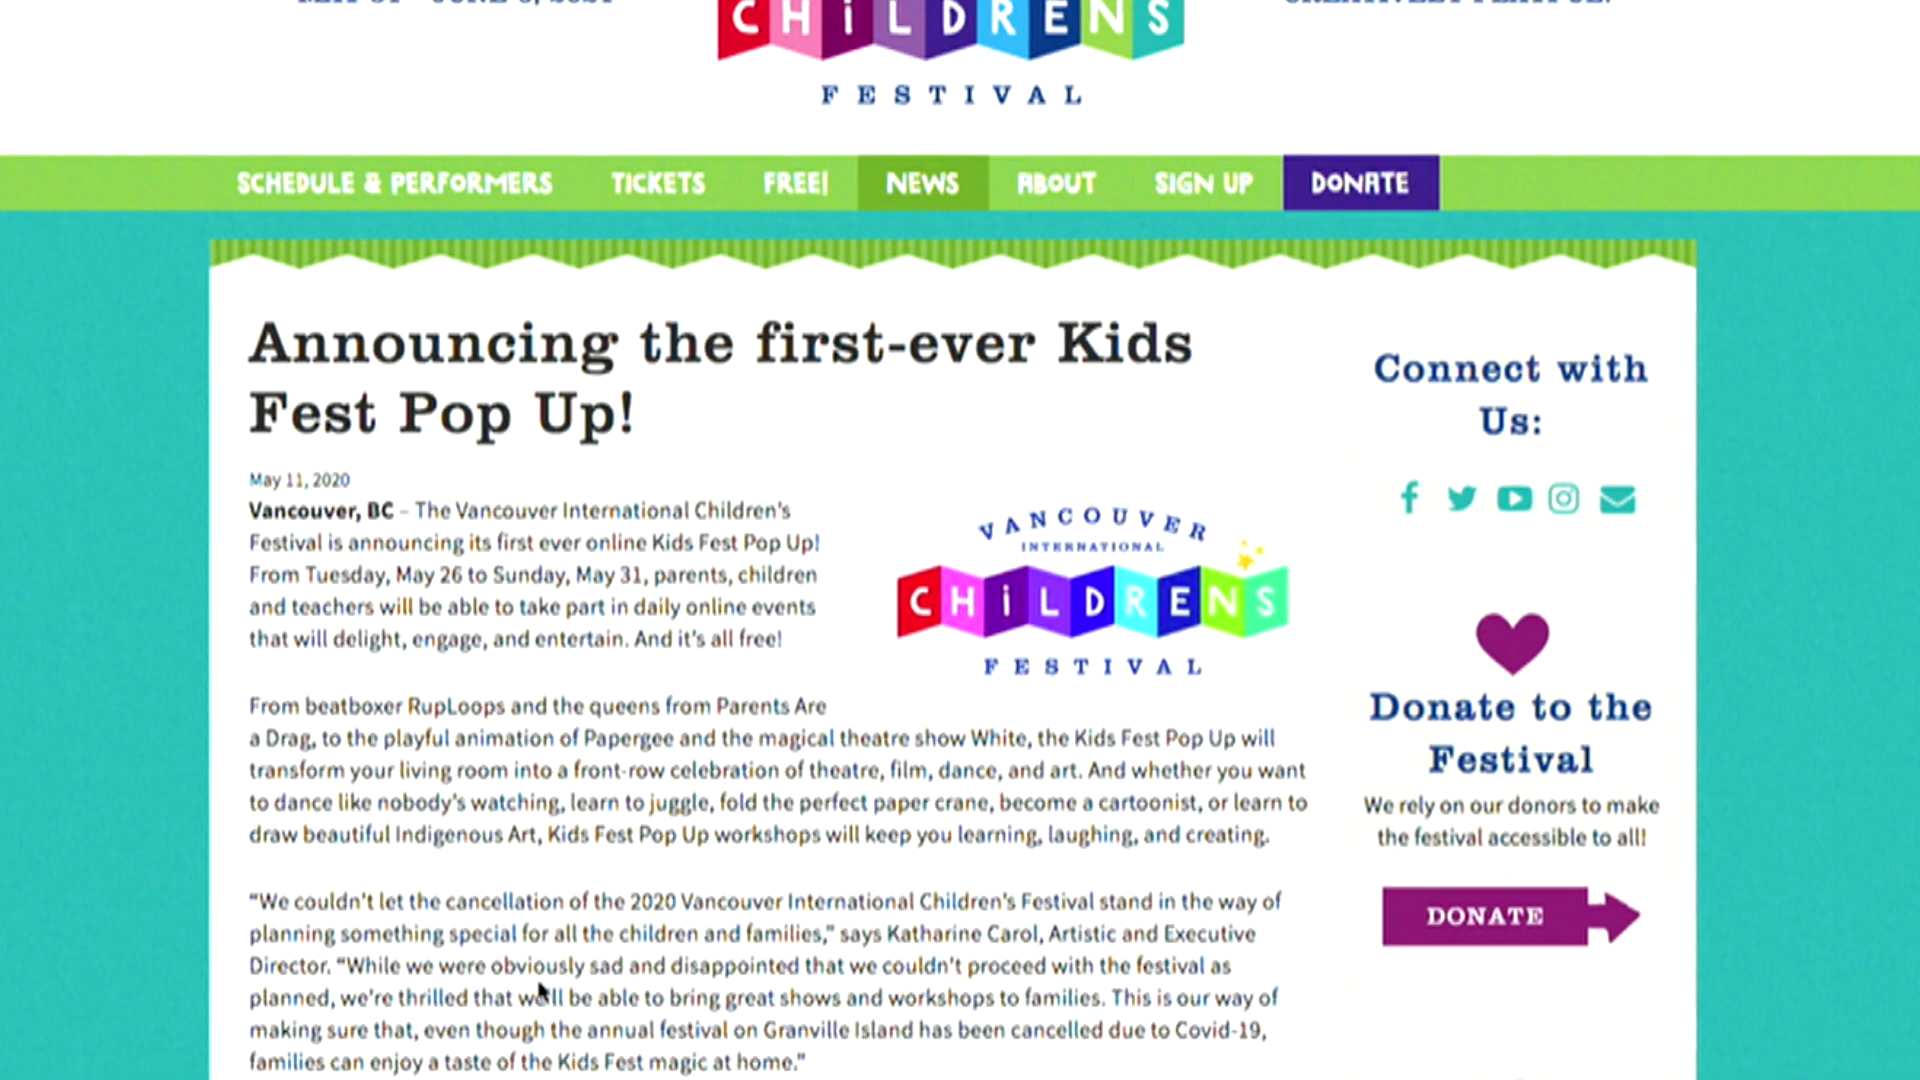 CHiLDRENS
FESTIVAL
SCHEDULE & PERFORMERS TICKETS FREE! NEWS ABOUT SIGN UP DONATE
Announcing the first-ever Kids
Fest Pop Up!
May 11, 2020
Vancouver, BC – The Vancouver International Children's
Festival is announcing its first ever online Kids Fest Pop Up!
From Tuesday, May 26 to Sunday, May 31, parents, children
and teachers will be able to take part in daily online events
that will delight, engage, and entertain. And it's all free!
VANCOUVER
INTERNATIONAL
CHiLDRENS
FESTIVAL
From beatboxer RupLoops and the queens from Parents Are
a Drag, to the playful animation of Papergee and the magical theatre show White, the Kids Fest Pop Up will
transform your living room into a front-row celebration of theatre, film, dance, and art. And whether you want
to dance like nobody's watching, learn to juggle, fold the perfect paper crane, become a cartoonist, or learn to
draw beautiful Indigenous Art, Kids Fest Pop Up workshops will keep you learning, laughing, and creating.
“We couldn't let the cancellation of the 2020 Vancouver International Children's Festival stand in the way of
planning something special for all the children and families,” says Katharine Carol, Artistic and Executive
Director. “While we were obviously sad and disappointed that we couldn't proceed with the festival as
planned, we're thrilled that we'll be able to bring great shows and workshops to families. This is our way of
making sure that, even though the annual festival on Granville Island has been cancelled due to Covid-19,
families can enjoy a taste of the Kids Fest magic at home.”
Connect with
Us:
Donate to the
Festival
We rely on our donors to make
the festival accessible to all!
DONATE